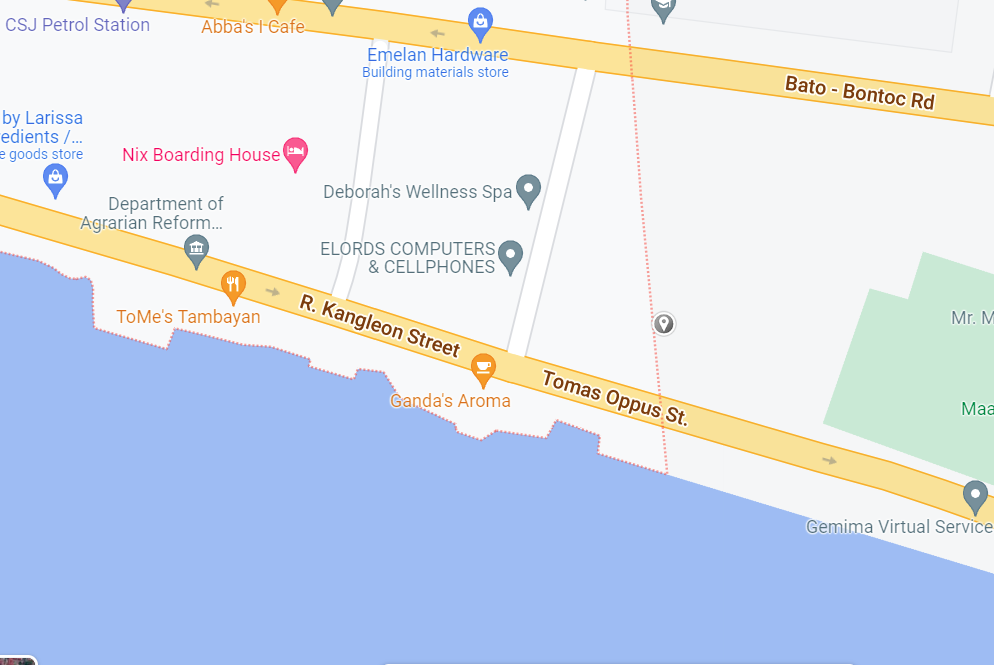 CSJ Petrol Station
Abba's I Cafe
Emelan Hardware
Building materials store
Bato - Bontoc Rd
by Larissa
redients /...
e goods store
Nix Boarding House
Deborah's Wellness Spa
Department of
Agrarian Reform...
ELORDS COMPUTERS
& CELLPHONES
ToMe's Tambayan
R. Kangleon Street
Mr. M
Ganda's Aroma
Tomas Oppus St.
Maa
Gemima Virtual Service